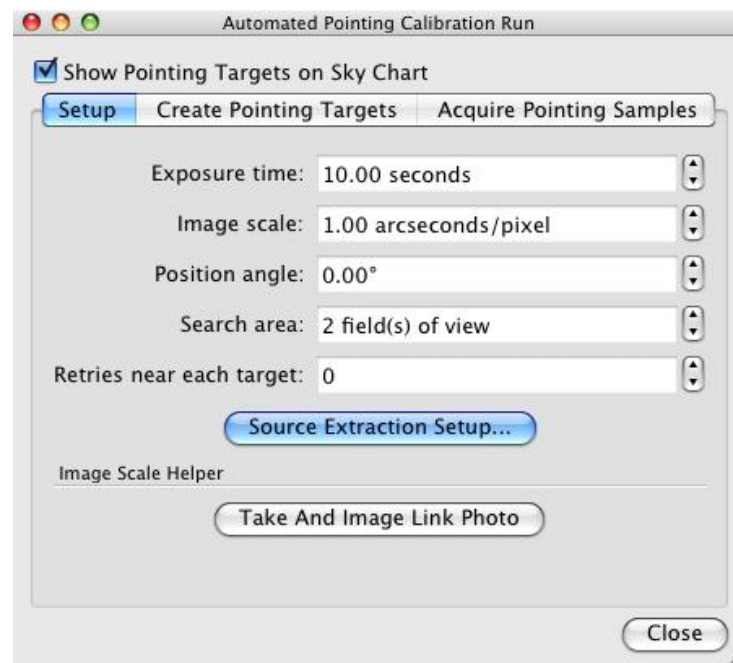 Automated Pointing Calibration Run
Show Pointing Targets on Sky Chart
Setup Create Pointing Targets Acquire Pointing Samples
Exposure time: 10.00 seconds
Image scale: 1.00 arcseconds/pixel
Position angle: 0.00°
Search area: 2 field(s) of view
Retries near each target: 0
Source Extraction Setup...
Image Scale Helper
Take And Image Link Photo
Close